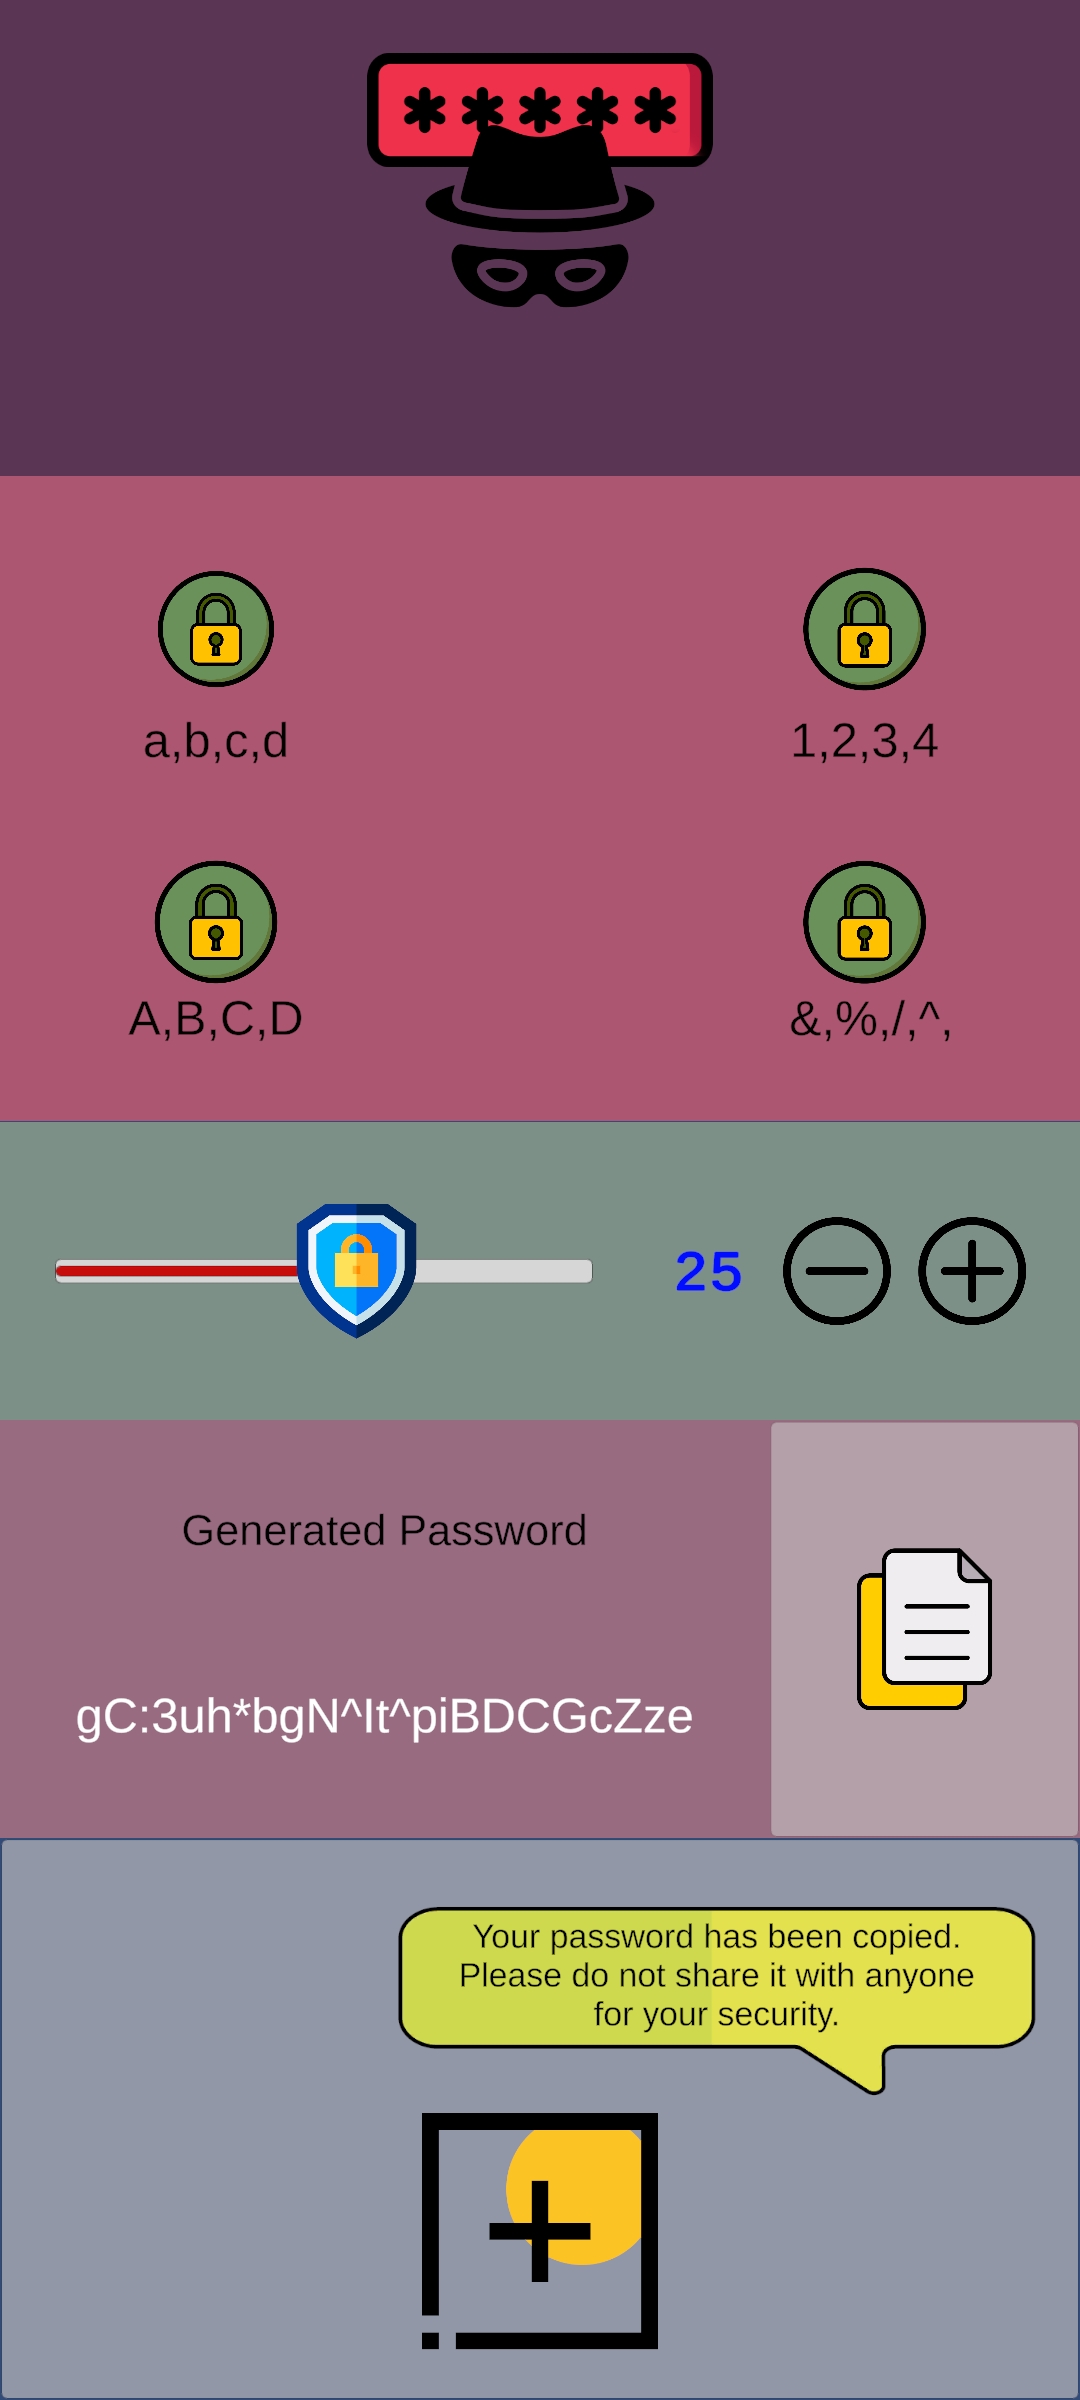 *****
a,b,c,d
1,2,3,4
A,B,C,D
&,%,/,^,
25
Generated Password
gC:3uh*bgN^It^piBDCGcZze
Your password has been copied.
Please do not share it with anyone
for your security.